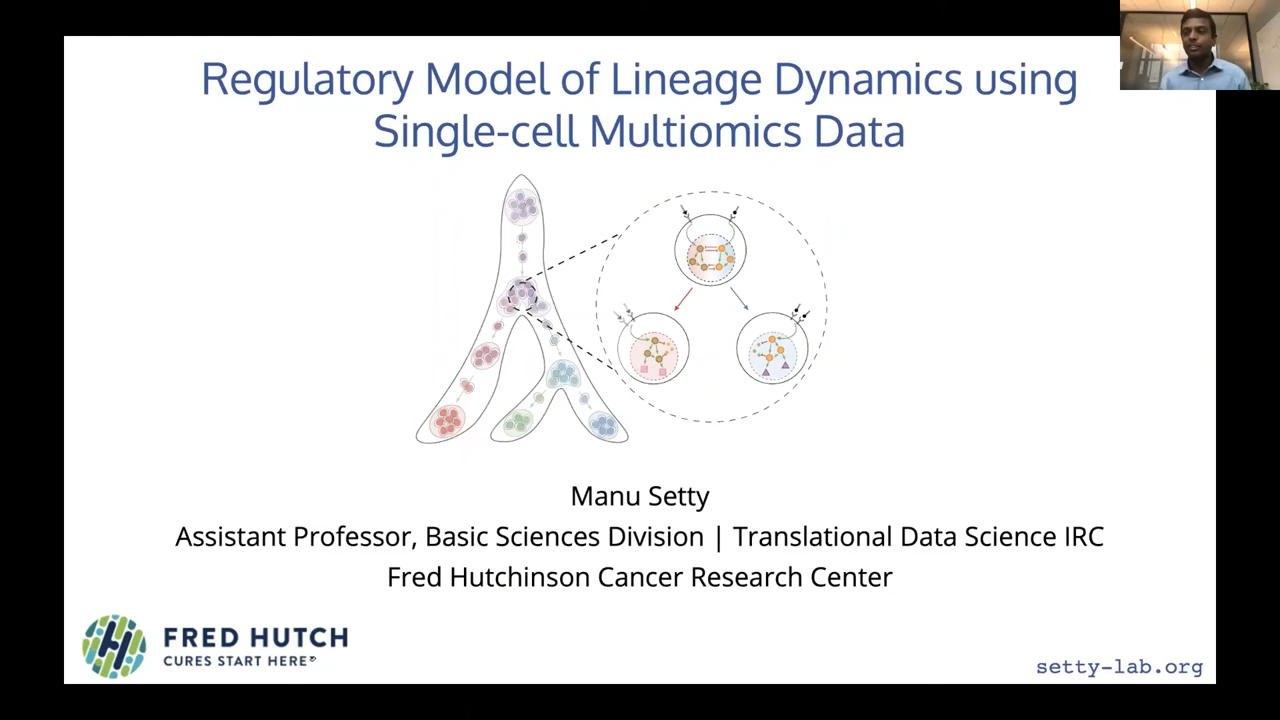 Regulatory Model of Lineage Dynamics using
Single-cell Multiomics Data
Manu Setty
Assistant Professor, Basic Sciences Division | Translational Data Science IRC
Fred Hutchinson Cancer Research Center
FRED HUTCH
CURES START HERE®
setty-lab.org